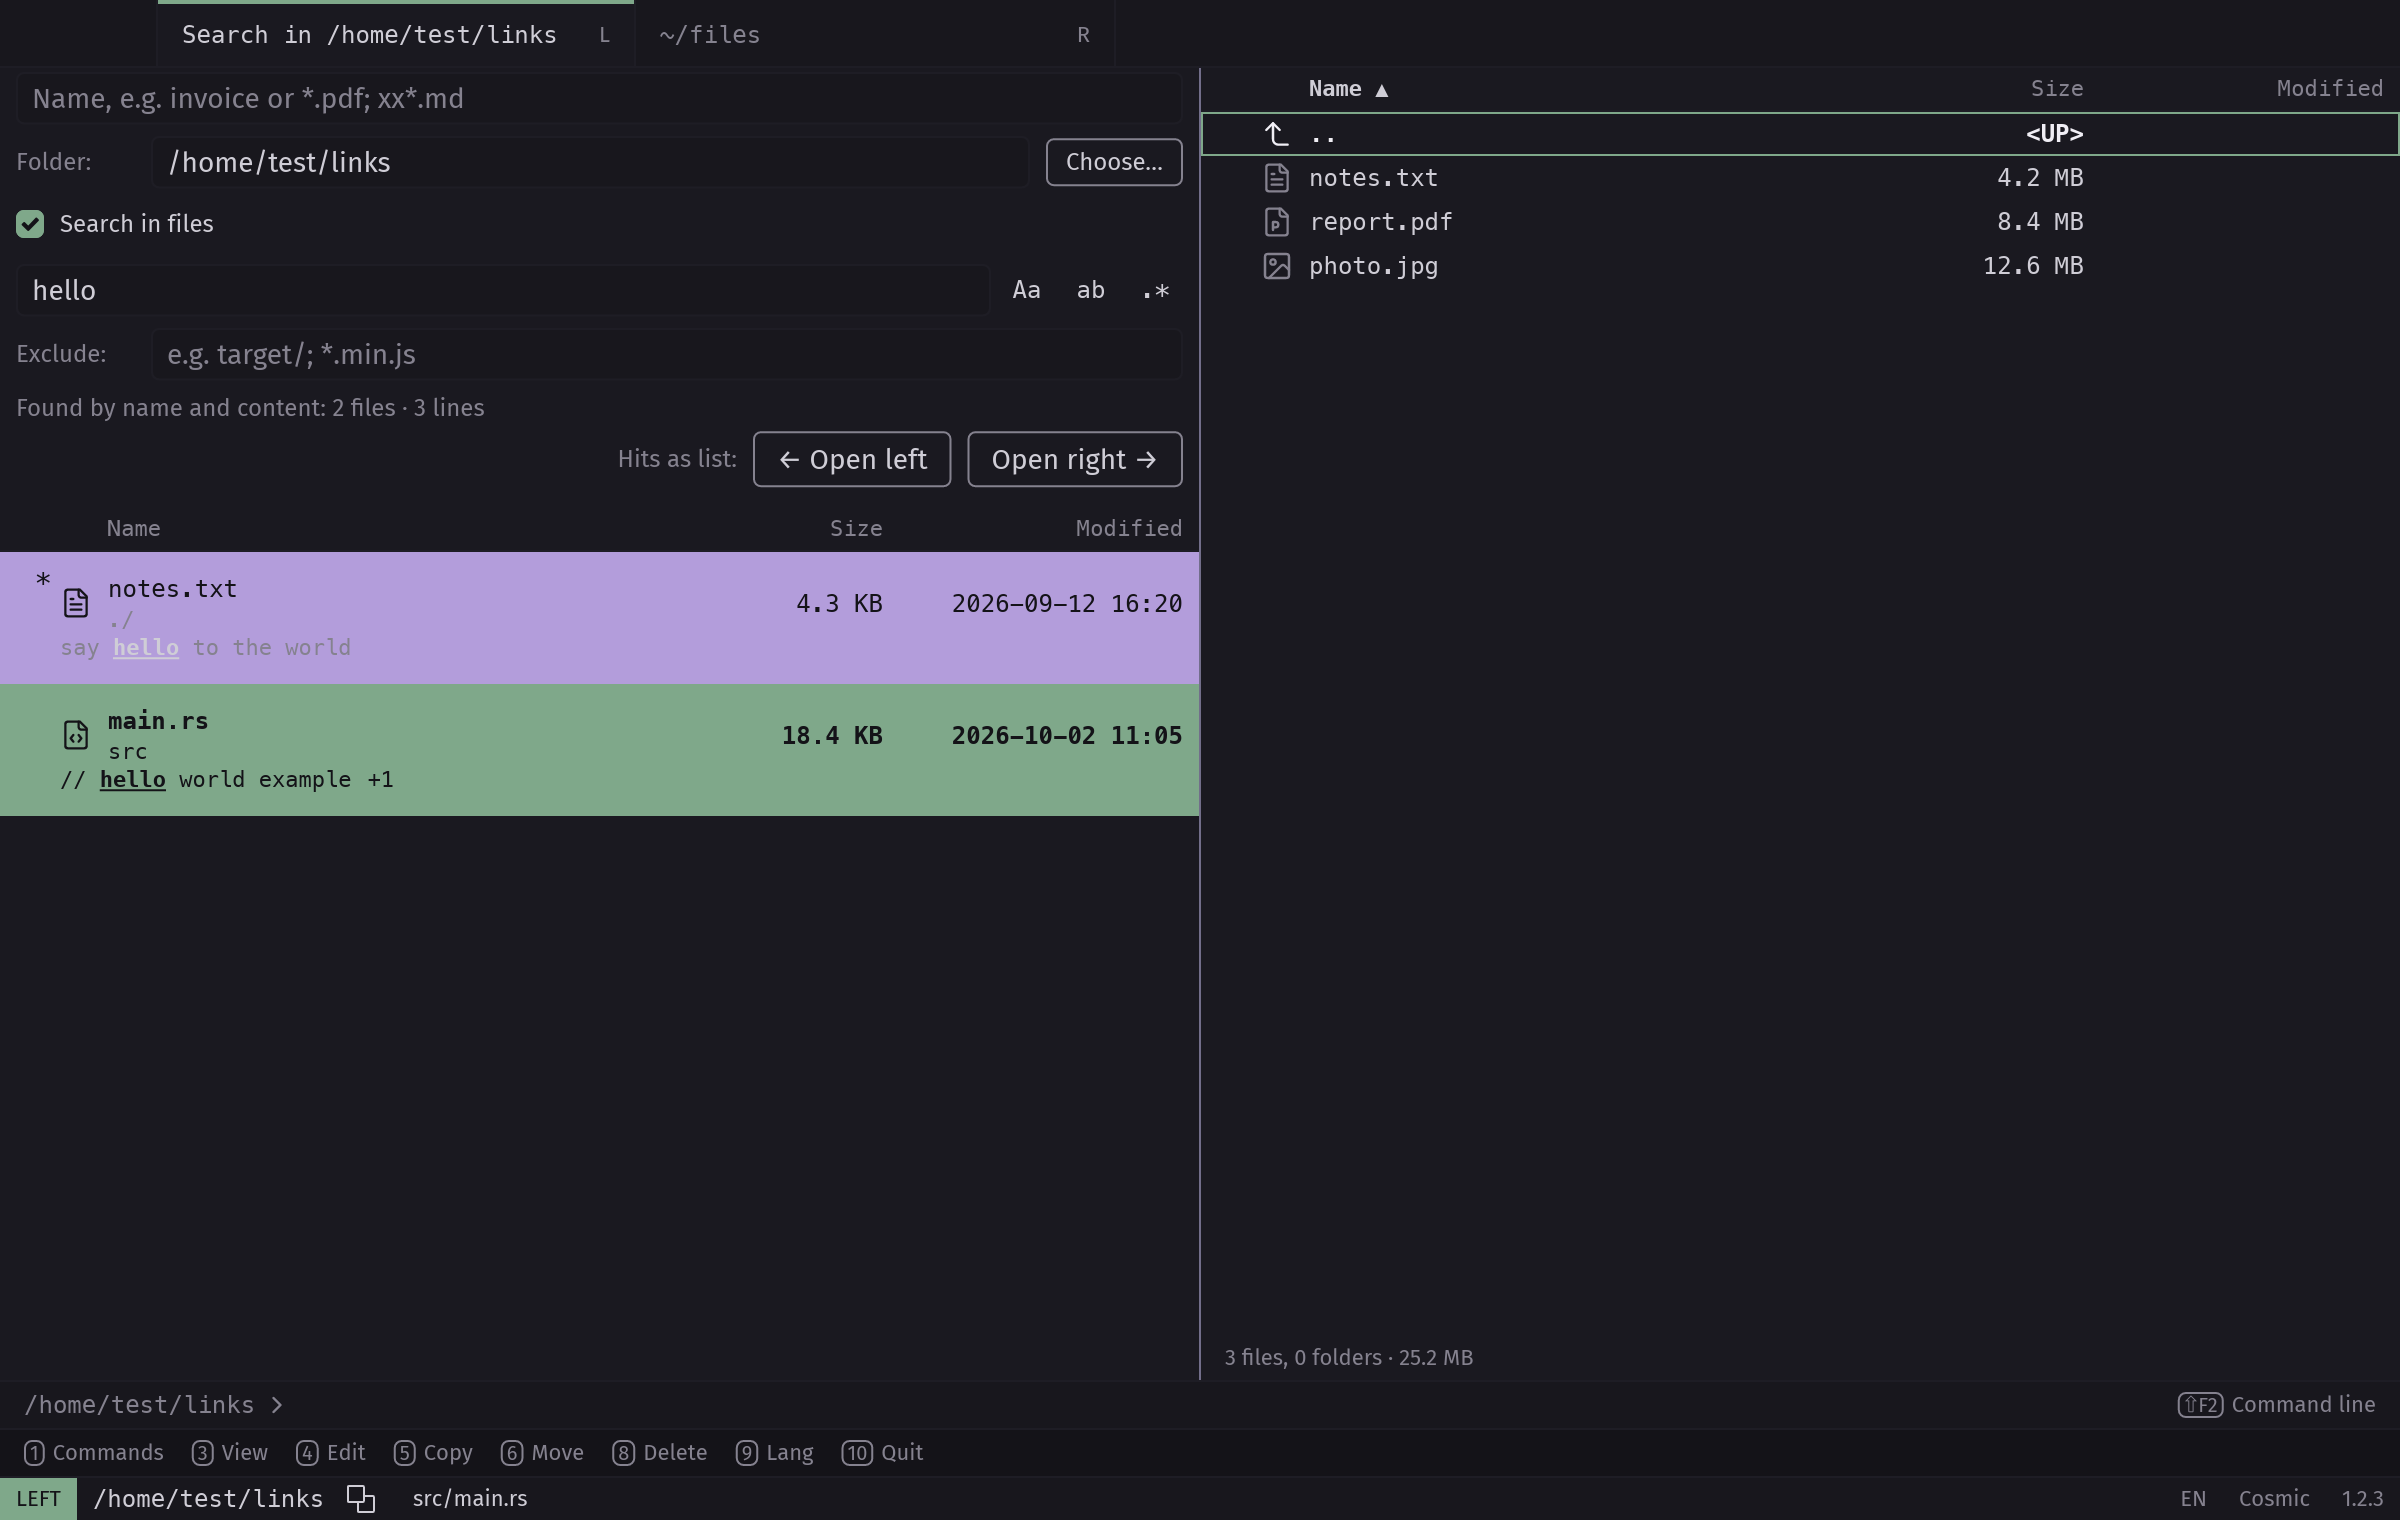 Search in /home/test/links L ~/files R
Name, e.g. invoice or *.pdf; xx*.md
Folder: /home/test/links Choose...
Search in files
hello Aa ab .*
Exclude: e.g. target/; *.min.js
Found by name and content: 2 files · 3 lines
Hits as list: ← Open left Open right →
Name Size Modified
* notes.txt 4.3 KB 2026-09-12 16:20
./
say hello to the world
main.rs 18.4 KB 2026-10-02 11:05
src
// hello world example +1
Name ▲ Size Modified
.. <UP>
notes.txt 4.2 MB
report.pdf 8.4 MB
photo.jpg 12.6 MB
3 files, 0 folders · 25.2 MB
/home/test/links > ⇧F2 Command line
1 Commands 3 View 4 Edit 5 Copy 6 Move 8 Delete 9 Lang 10 Quit
LEFT /home/test/links src/main.rs EN Cosmic 1.2.3